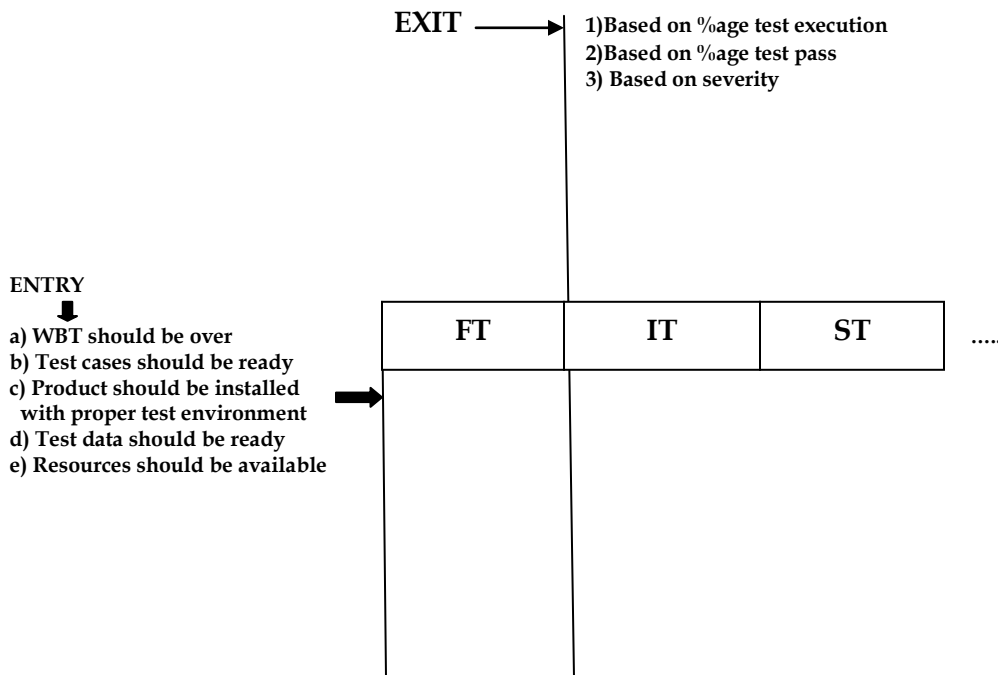 EXIT
1)Based on %age test execution
2)Based on %age test pass
3) Based on severity
ENTRY
a) WBT should be over
b) Test cases should be ready
c) Product should be installed
with proper test environment
d) Test data should be ready
e) Resources should be available
FT IT ST .....